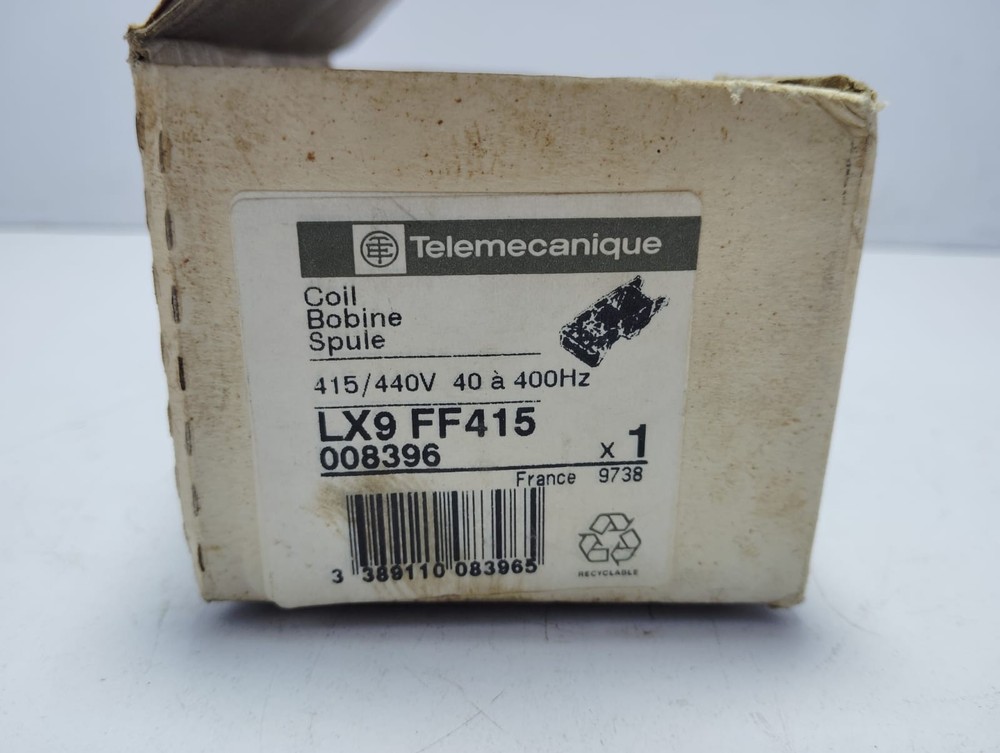 Telemecanique
Coil
Bobine
Spule
415/440V 40 à 400Hz
LX9 FF415
008396 x 1
France 9738
3 389110 083965
RECYCLABLE